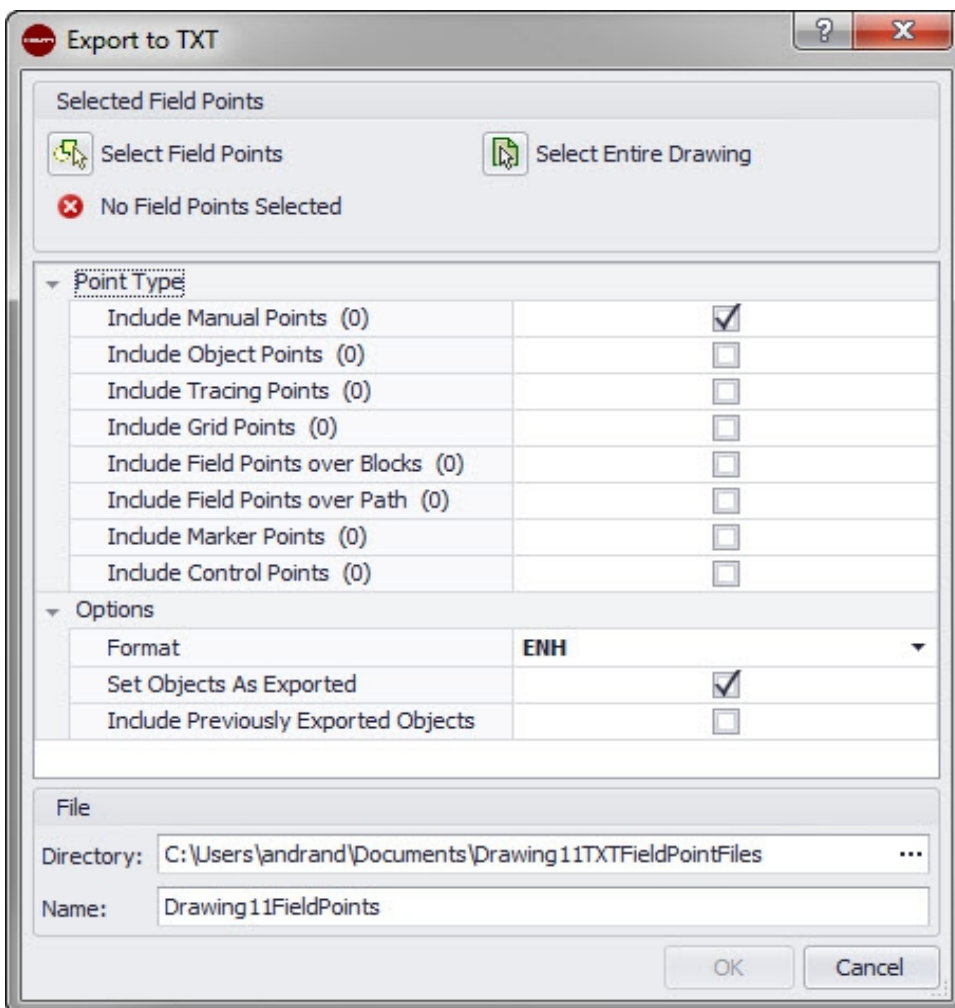 Export to TXT
?
Selected Field Points
Select Field Points Select Entire Drawing
No Field Points Selected
Point Type
Include Manual Points (0)
Include Object Points (0)
Include Tracing Points (0)
Include Grid Points (0)
Include Field Points over Blocks (0)
Include Field Points over Path (0)
Include Marker Points (0)
Include Control Points (0)
Options
Format ENH
Set Objects As Exported
Include Previously Exported Objects
File
Directory: C:\Users\andrand\Documents\Drawing11TXTFieldPointFiles ...
Name: Drawing11FieldPoints
OK Cancel